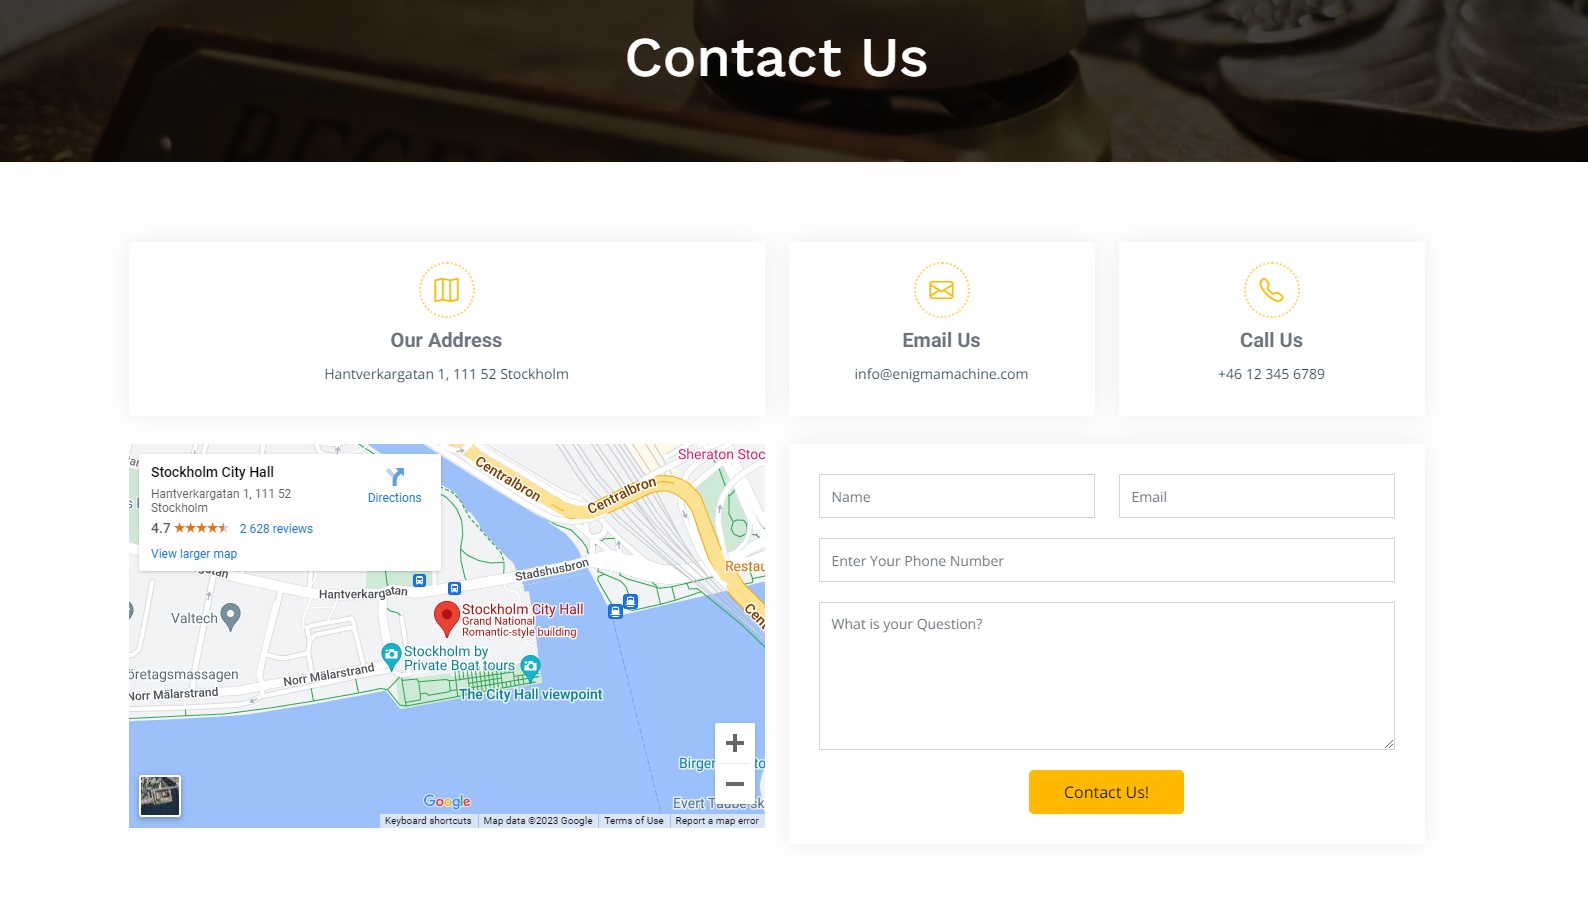 Contact Us
Our Address
Hantverkargatan 1, 111 52 Stockholm
Email Us
info@enigmamachine.com
Call Us
+46 12 345 6789
Stockholm City Hall
Hantverkargatan 1, 111 52
Stockholm
4.7
2 628 reviews
View larger map
Directions
Sheraton Stoc
Centralbron
Centralbron
Restau
Stadshusbron
Hantverkargatan
Cen
Valtech
Stockholm City Hall
Grand National
Romantic-style building
Stockholm by
Private Boat tours
The City Hall viewpoint
öretagsmassagen
Norr Mälarstrand
Norr Mälarstrand
Birger
Evert Taube
Google
Keyboard shortcuts
Map data ©2023 Google
Terms of Use
Report a map error
Name
Email
Enter Your Phone Number
What is your Question?
Contact Us!